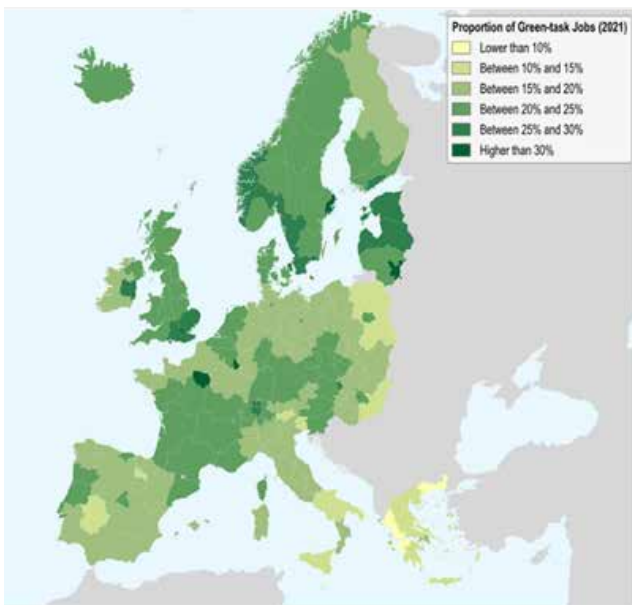 Proportion of Green-task Jobs (2021)
Lower than 10%
Between 10% and 15%
Between 15% and 20%
Between 20% and 25%
Between 25% and 30%
Higher than 30%